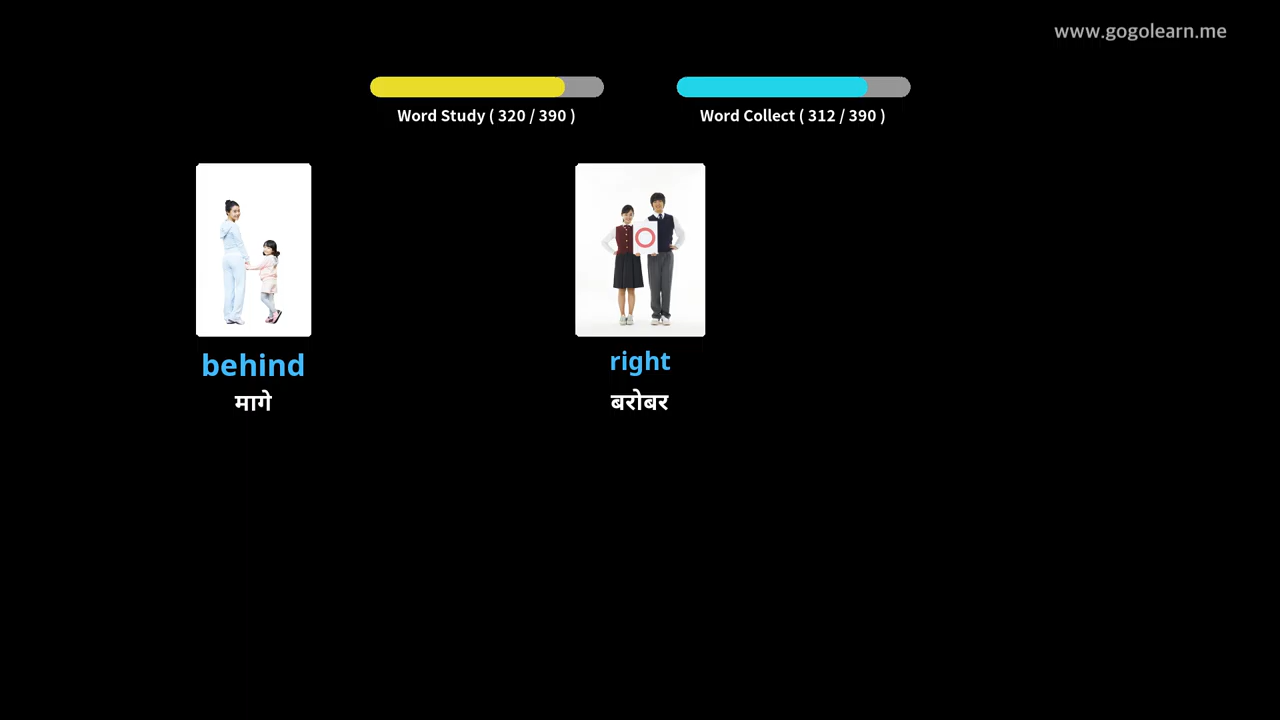 www.gogolearn.me
Word Study ( 320 / 390 )
Word Collect ( 312 / 390 )
behind
मागे
right
बरोबर